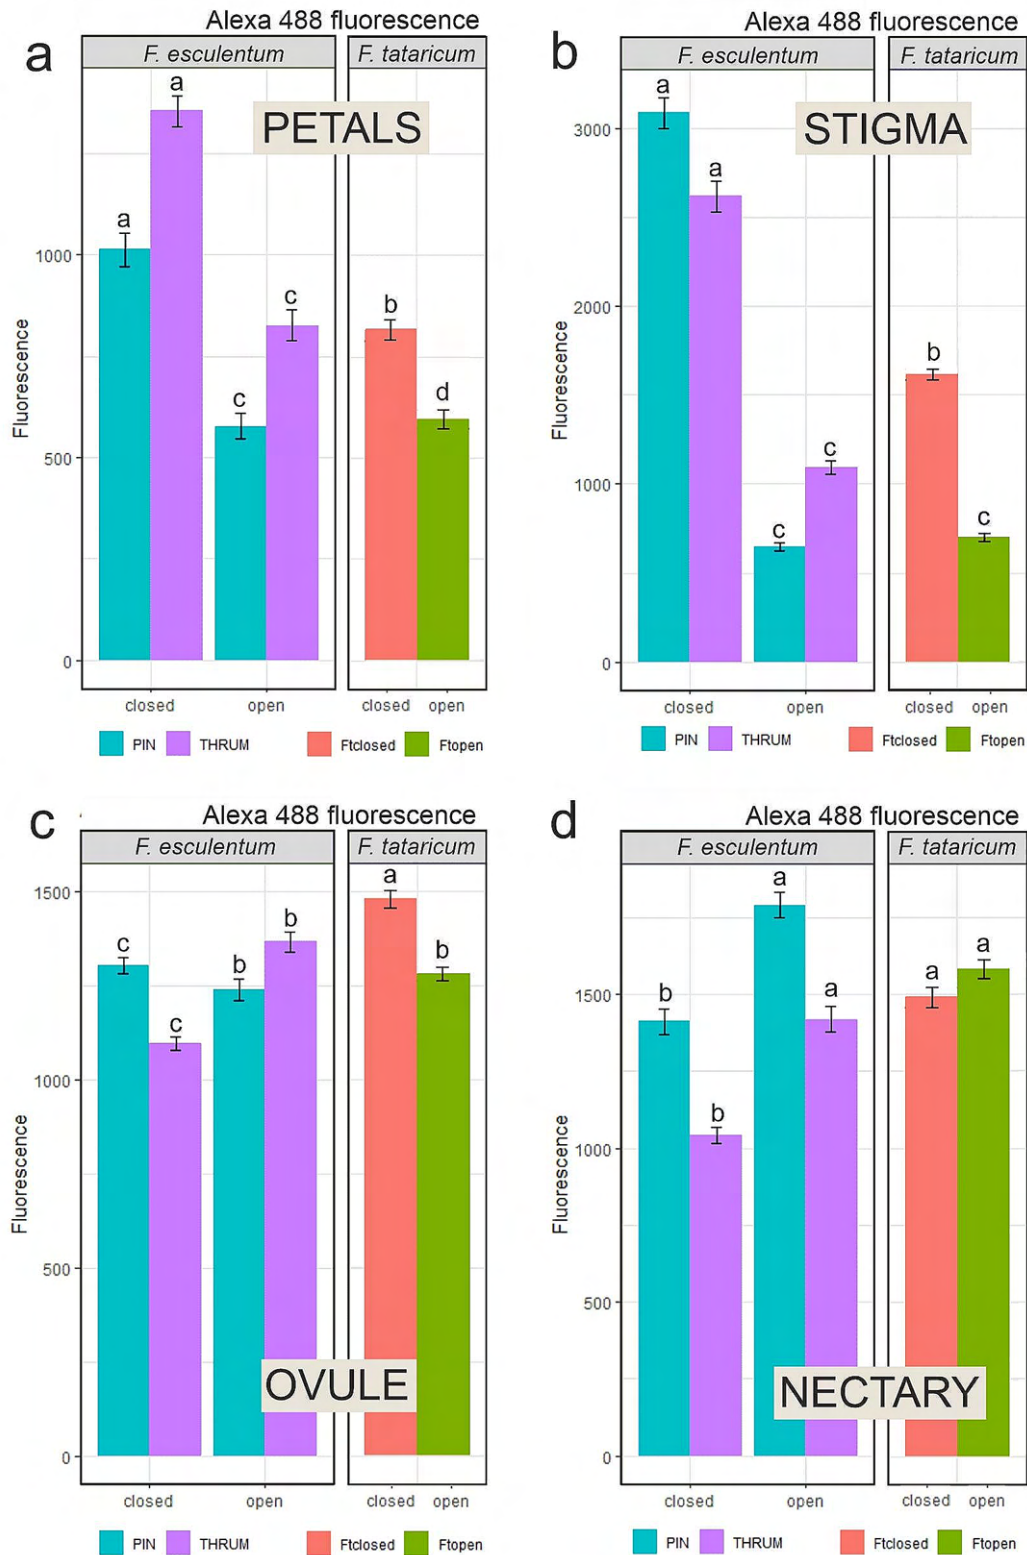 Alexa 488 fluorescence
a
F. esculentum
F. tataricum
PETALS
a
a
c
c
b
d
Fluorescence
1000
500
0
closed
open
closed
open
PIN
THRUM
Ftclosed
Ftopen
Alexa 488 fluorescence
b
F. esculentum
F. tataricum
STIGMA
a
a
c
c
b
c
Fluorescence
3000
2000
1000
0
closed
open
closed
open
PIN
THRUM
Ftclosed
Ftopen
Alexa 488 fluorescence
c
F. esculentum
F. tataricum
c
c
b
b
a
b
Fluorescence
1500
1000
500
0
OVULE
closed
open
closed
open
PIN
THRUM
Ftclosed
Ftopen
Alexa 488 fluorescence
d
F. esculentum
F. tataricum
b
b
a
a
a
a
Fluorescence
1500
1000
500
0
NECTARY
closed
open
closed
open
PIN
THRUM
Ftclosed
Ftopen